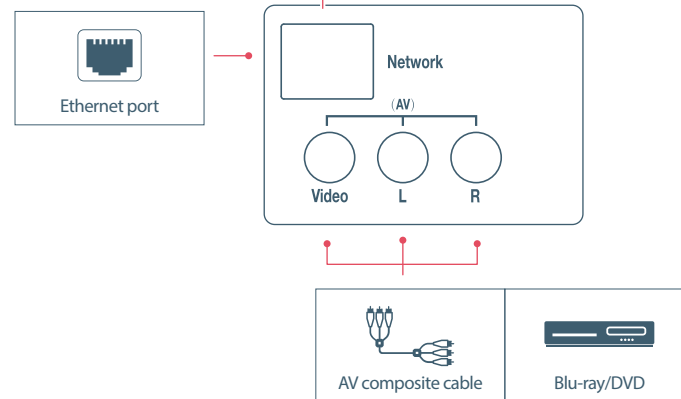 Ethernet port
Network
(AV)
Video L R
AV composite cable Blu-ray/DVD